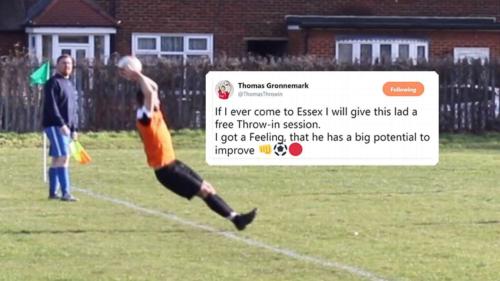 Thomas Gronnemark
@ThomasThrowin
Following
If I ever come to Essex I will give this lad a
free Throw-in session.
I got a Feeling, that he has a big potential to
improve 👊⚽🔴